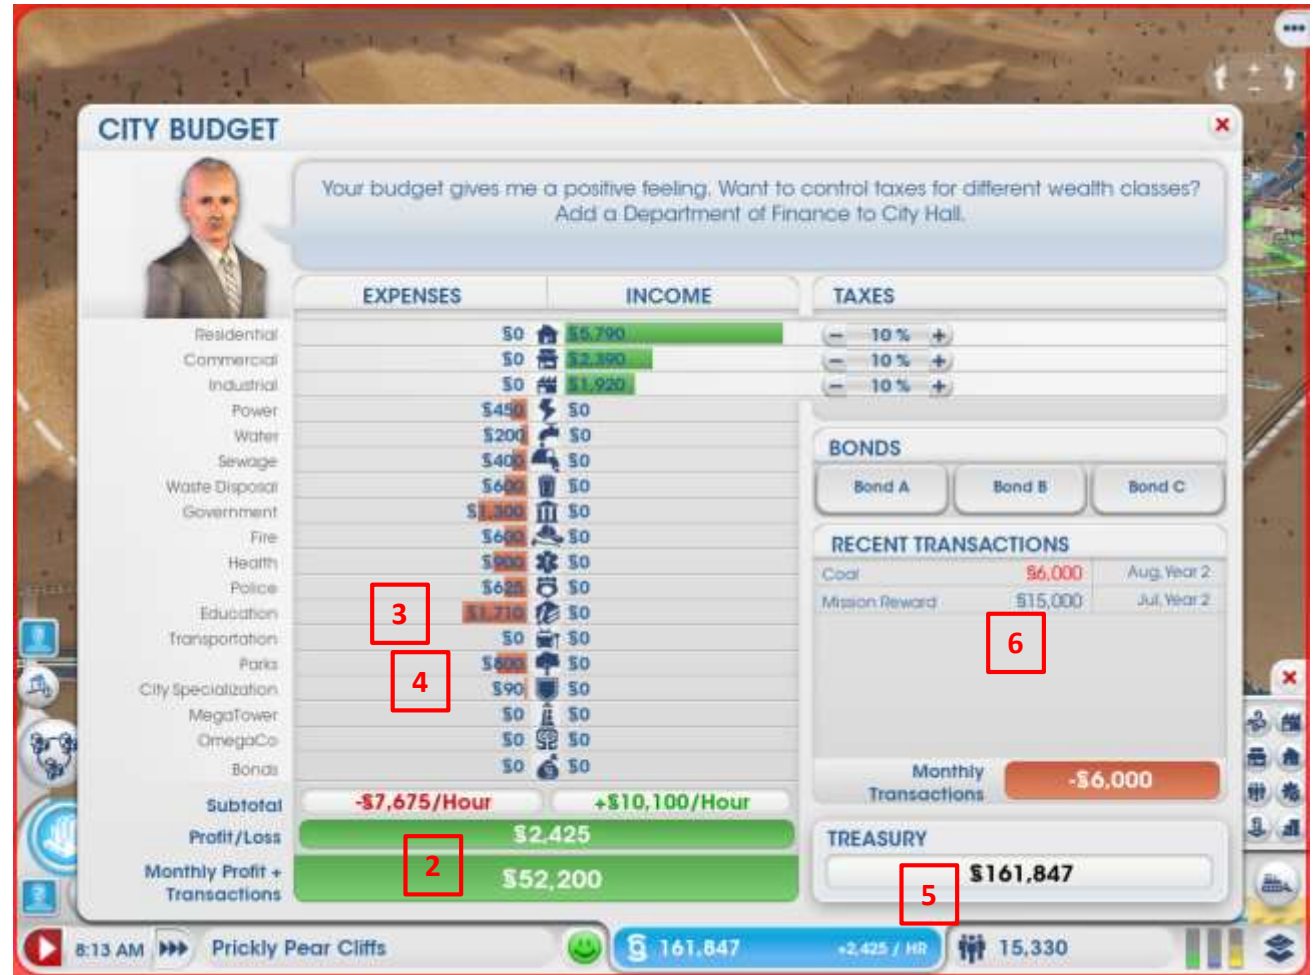 CITY BUDGET
Your budget gives me a positive feeling. Want to control taxes for different wealth classes?
Add a Department of Finance to City Hall.
EXPENSES INCOME TAXES
Residential §0 §5,790 10 %
Commercial §0 §2,390 10 %
Industrial §0 §1,920 10 %
Power §450 §0
Water §200 §0
Sewage §400 §0
Waste Disposal §600 §0
Government §1,300 §0
Fire §600 §0
Health §900 §0
Police §625 §0
Education §1,710 §0
Transportation §0 §0
Parks §800 §0
City Specialization §90 §0
MegaTower §0 §0
OmegaCo §0 §0
Bonds §0 §0
Subtotal -§7,675/Hour +§10,100/Hour
Profit/Loss §2,425
Monthly Profit +
Transactions §52,200
BONDS
Bond A Bond B Bond C
RECENT TRANSACTIONS
Coal §6,000 Aug, Year 2
Mission Reward §15,000 Jul, Year 2
Monthly
Transactions -§6,000
TREASURY
§161,847
3
4
2
6
5
8:13 AM Prickly Pear Cliffs § 161,847 +2,425 / HR 15,330